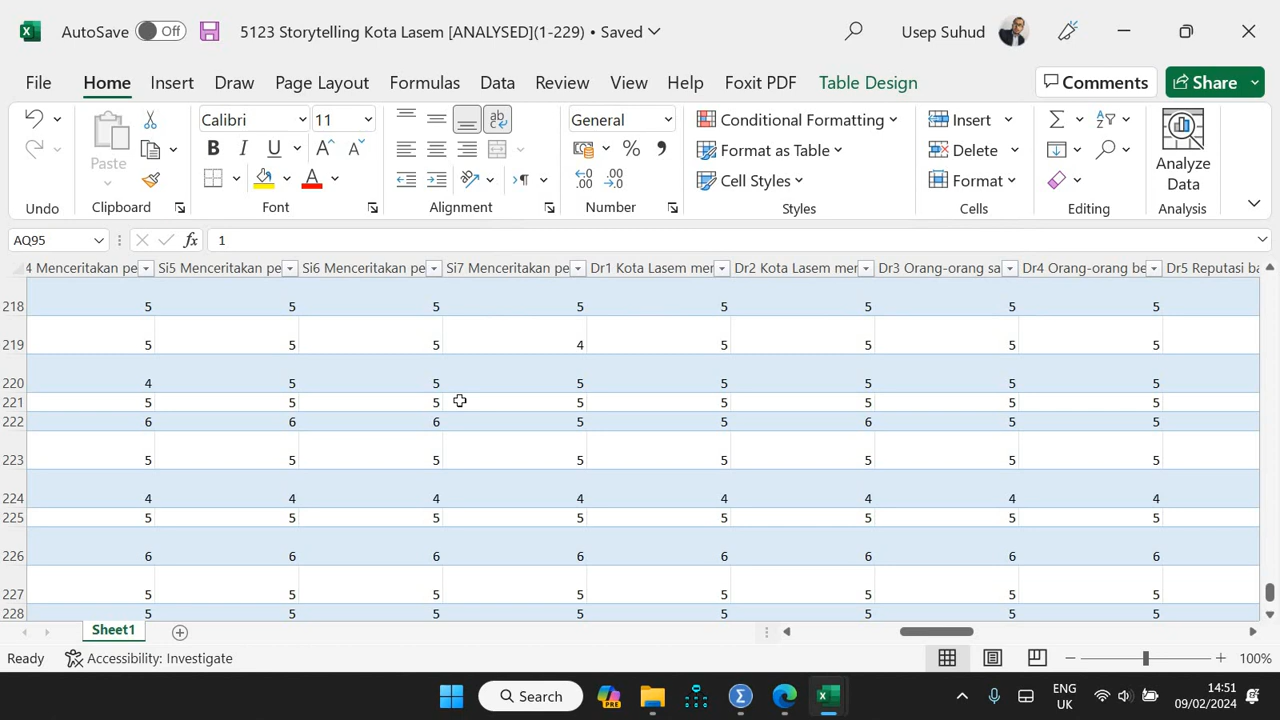 AutoSave Off 5123 Storytelling Kota Lasem [ANALYSED](1-229) • Saved Usep Suhud
File Home Insert Draw Page Layout Formulas Data Review View Help Foxit PDF Table Design Comments Share
Calibri 11 General Conditional Formatting Insert
Paste B I U A A ab c % , Format as Table Delete Analyze Data
A Cell Styles Format
Undo Clipboard Font Alignment Number Styles Cells Editing Analysis
AQ95 fx 1
4 Menceritakan pe Si5 Menceritakan pe Si6 Menceritakan pe Si7 Menceritakan pe Dr1 Kota Lasem mer Dr2 Kota Lasem mer Dr3 Orang-orang sa Dr4 Orang-orang be Dr5 Reputasi ba
218 5 5 5 5 5 5 5 5
219 5 5 5 4 5 5 5 5
220 4 5 5 5 5 5 5 5
221 5 5 5 5 5 5 5 5
222 6 6 6 5 5 6 5 5
223 5 5 5 5 5 5 5 5
224 4 4 4 4 4 4 4 4
225 5 5 5 5 5 5 5 5
226 6 6 6 6 6 6 6 6
227 5 5 5 5 5 5 5 5
228 5 5 5 5 5 5 5 5
Sheet1
Ready Accessibility: Investigate 100%
Search PRE ENG UK 14:51 09/02/2024